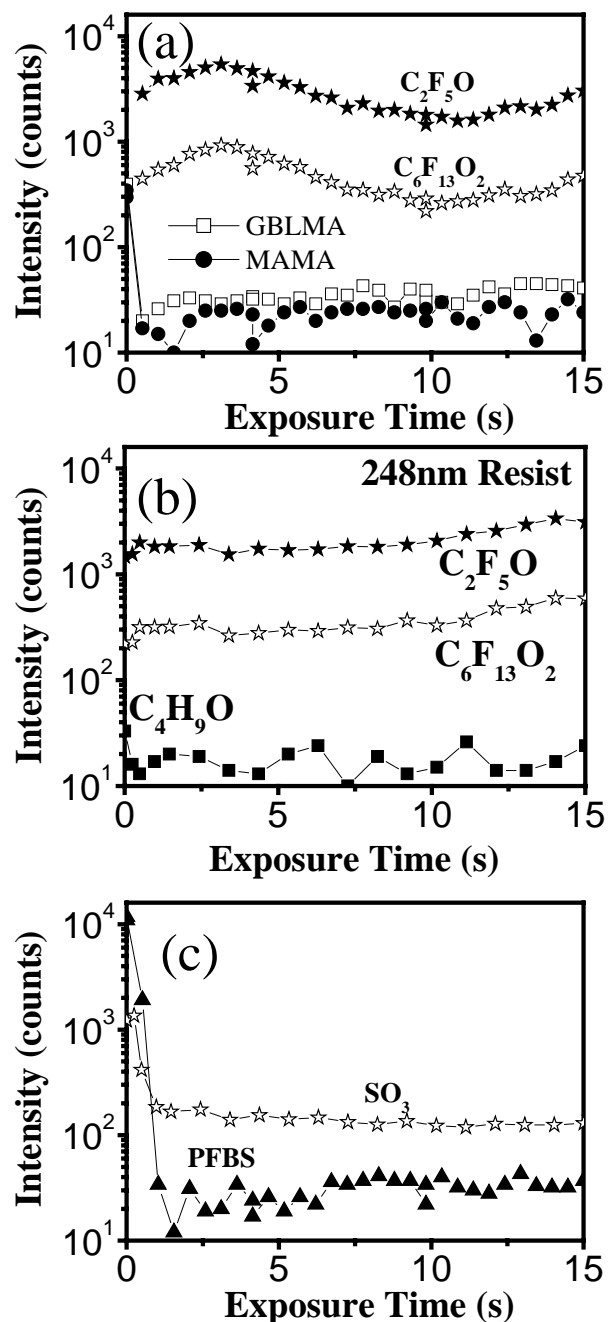 (a)
10⁴
10³
10²
10¹
Intensity (counts)
C₂F₅O
C₆F₁₃O₂
GBLMA
MAMA
0 5 10 15
Exposure Time (s)
(b)
248nm Resist
10⁴
10³
10²
10¹
Intensity (counts)
C₂F₅O
C₆F₁₃O₂
C₄H₉O
0 5 10 15
Exposure Time (s)
(c)
10⁴
10³
10²
10¹
Intensity (counts)
SO₃
PFBS
0 5 10 15
Exposure Time (s)